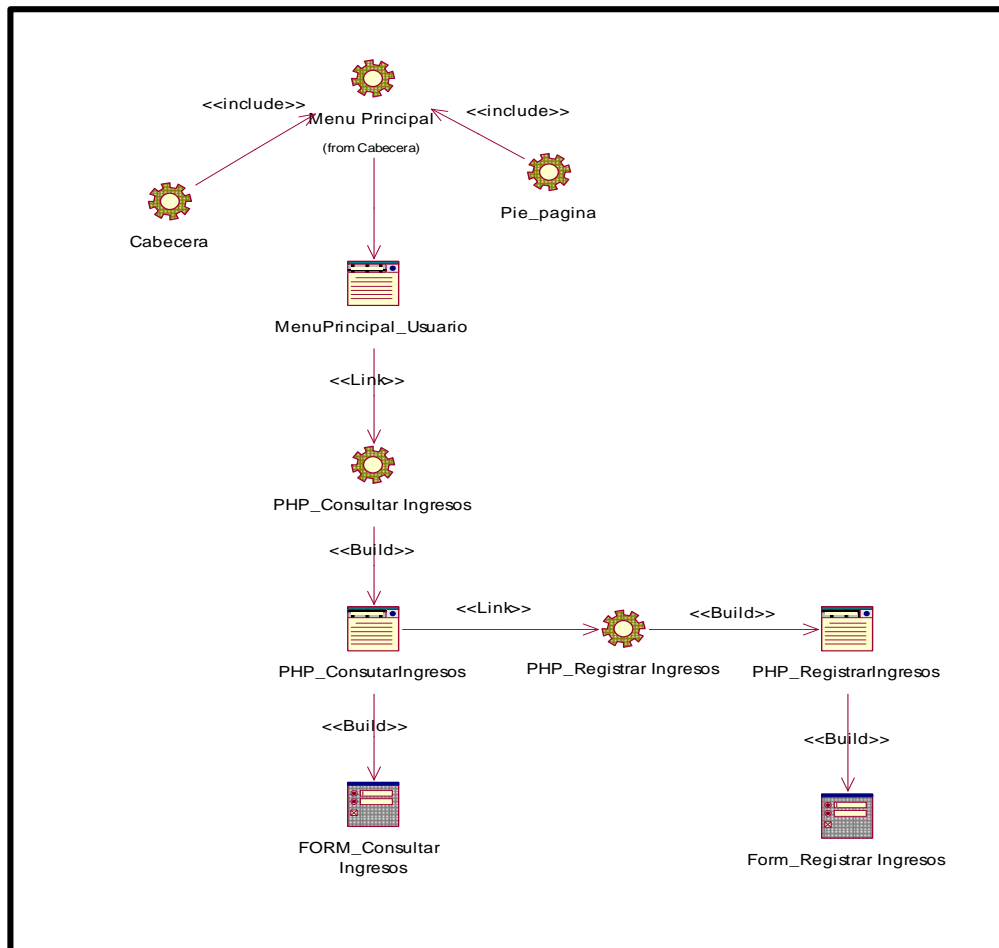 <<include>>
<<include>>
Menu Principal
(from Cabecera)
Cabecera
Pie_pagina
MenuPrincipal_Usuario
<<Link>>
PHP_Consultar Ingresos
<<Build>>
<<Link>>
<<Build>>
PHP_ConsutarIngresos
PHP_Registrar Ingresos
PHP_RegistrarIngresos
<<Build>>
<<Build>>
FORM_Consultar
Ingresos
Form_Registrar Ingresos